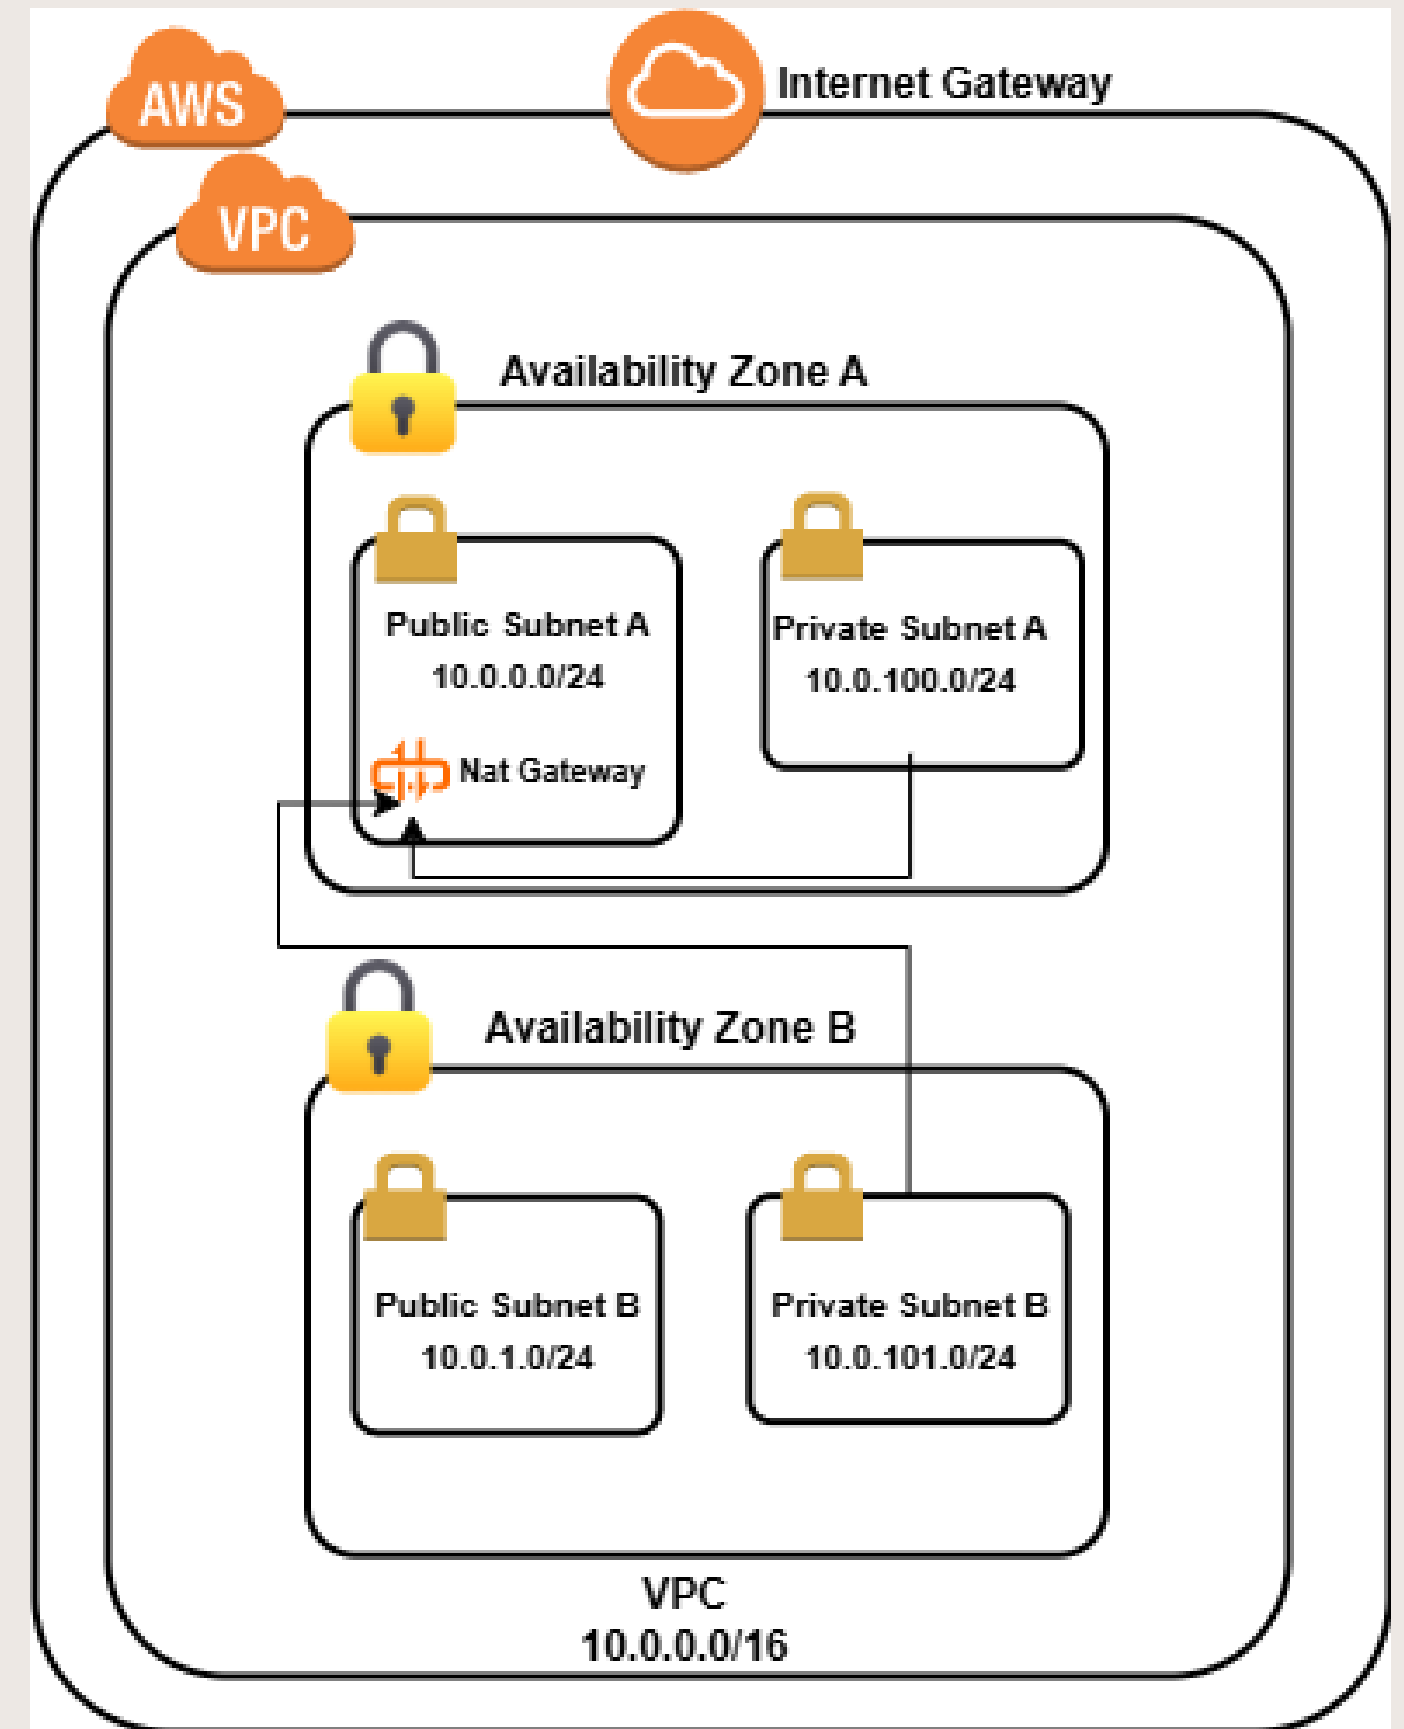 AWS
Internet Gateway
VPC
Availability Zone A
Public Subnet A
10.0.0.0/24
Nat Gateway
Private Subnet A
10.0.100.0/24
Availability Zone B
Public Subnet B
10.0.1.0/24
Private Subnet B
10.0.101.0/24
VPC
10.0.0.0/16